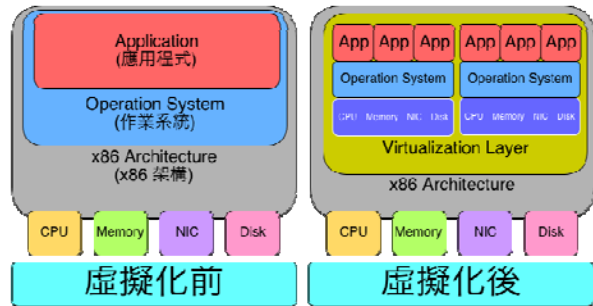 Application
(應用程式)
Operation System
(作業系統)
x86 Architecture
(x86 架構)
CPU Memory NIC Disk
虛擬化前
App App App App App App
Operation System Operation System
CPU Memory NIC Disk CPU Memory NIC Disk
Virtualization Layer
x86 Architecture
CPU Memory NIC Disk
虛擬化後